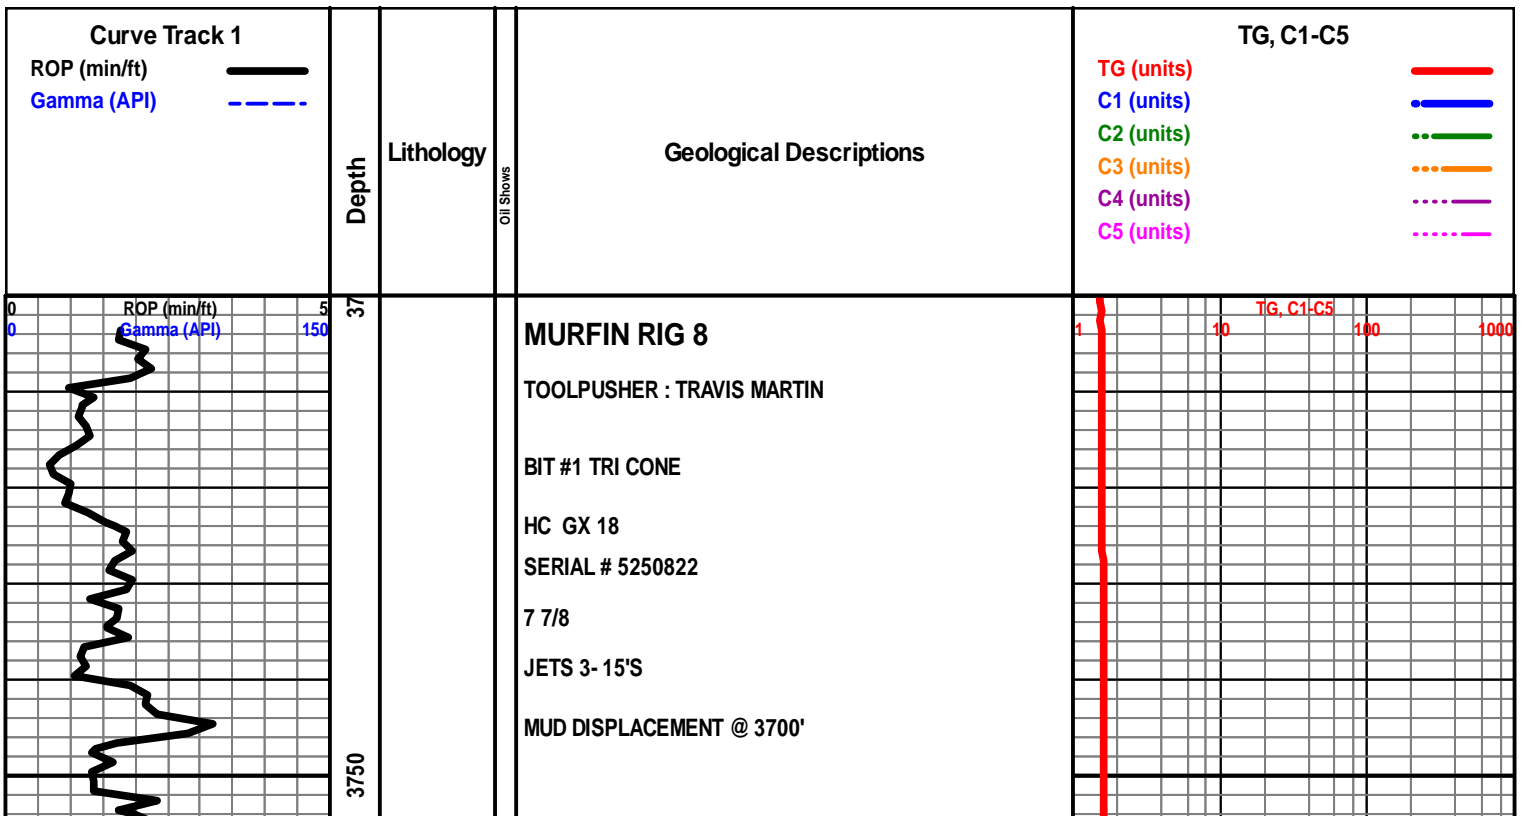 Curve Track 1
ROP (min/ft)
Gamma (API)
Depth
Lithology
Oil Shows
Geological Descriptions
TG, C1-C5
TG (units)
C1 (units)
C2 (units)
C3 (units)
C4 (units)
C5 (units)
0 ROP (min/ft) 5
0 Gamma (API) 150
37
TG, C1-C5
1 10 100 1000
MURFIN RIG 8
TOOLPUSHER : TRAVIS MARTIN
BIT #1 TRI CONE
HC GX 18
SERIAL # 5250822
7 7/8
JETS 3- 15'S
MUD DISPLACEMENT @ 3700'
3750